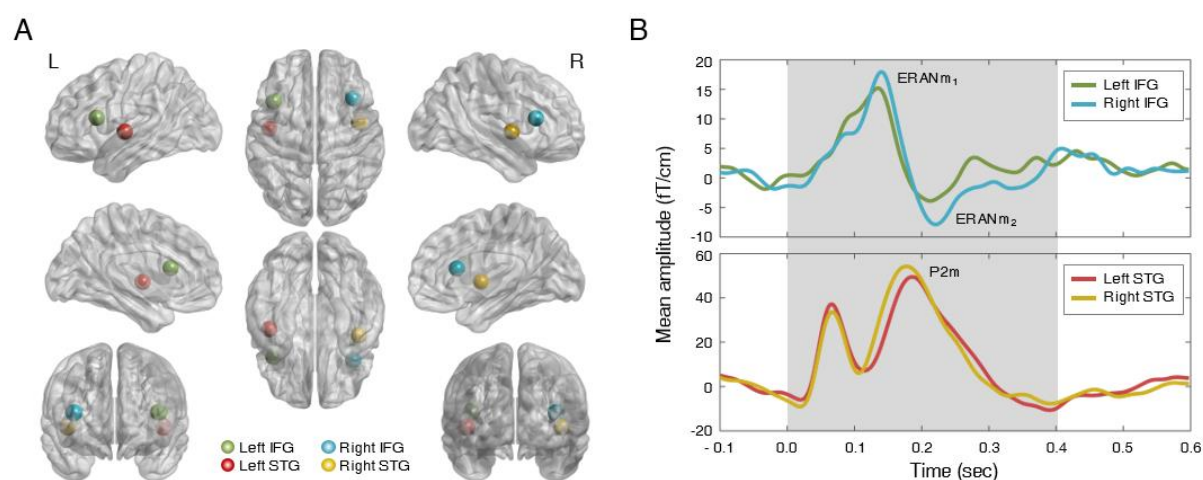 A
L
R
Left IFG
Right IFG
Left STG
Right STG
B
Mean amplitude (fT/cm)
20
15
10
5
0
-5
-10
ERANm₁
ERANm₂
Left IFG
Right IFG
60
40
20
0
-20
P2m
Left STG
Right STG
- 0.1
0.0
0.1
0.2
0.3
0.4
0.5
0.6
Time (sec)